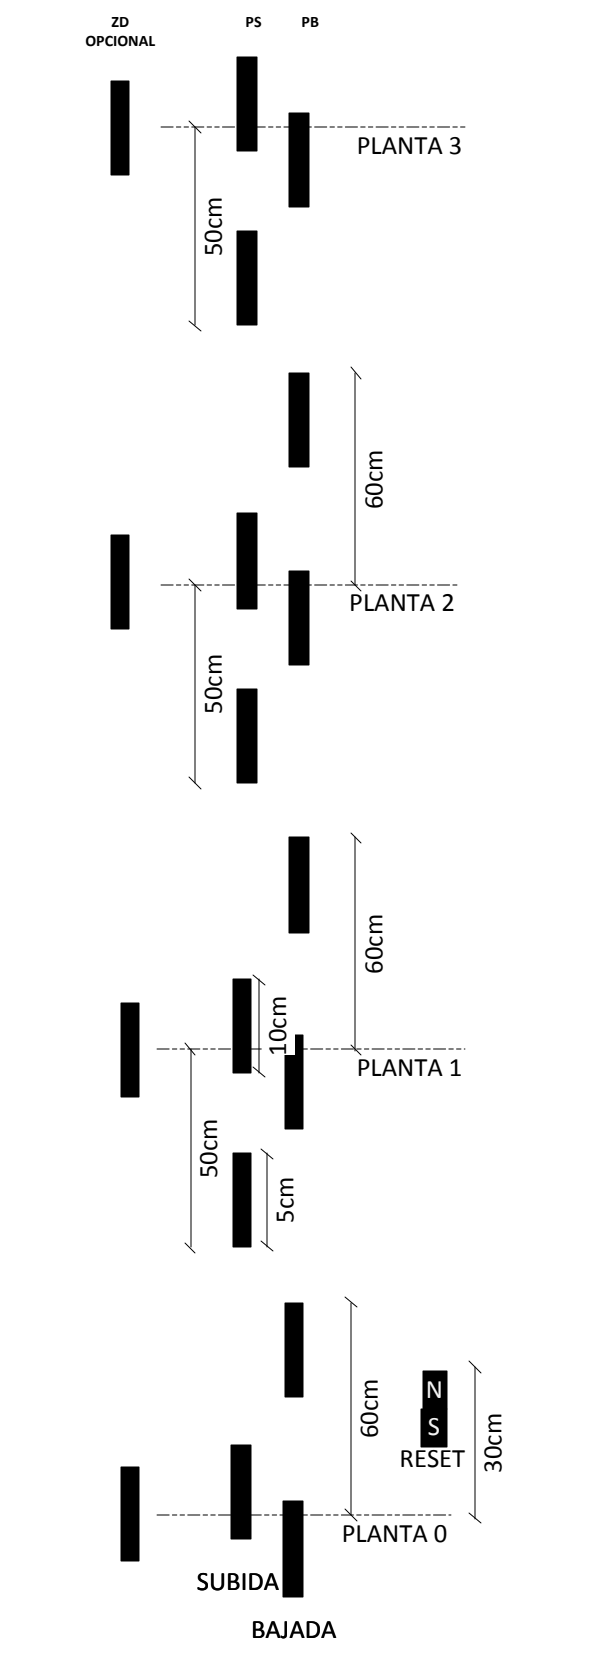 ZD
OPCIONAL
PS
PB
PLANTA 3
50cm
60cm
PLANTA 2
50cm
60cm
10cm
PLANTA 1
50cm
5cm
60cm
N
S
RESET
30cm
PLANTA 0
SUBIDA
BAJADA